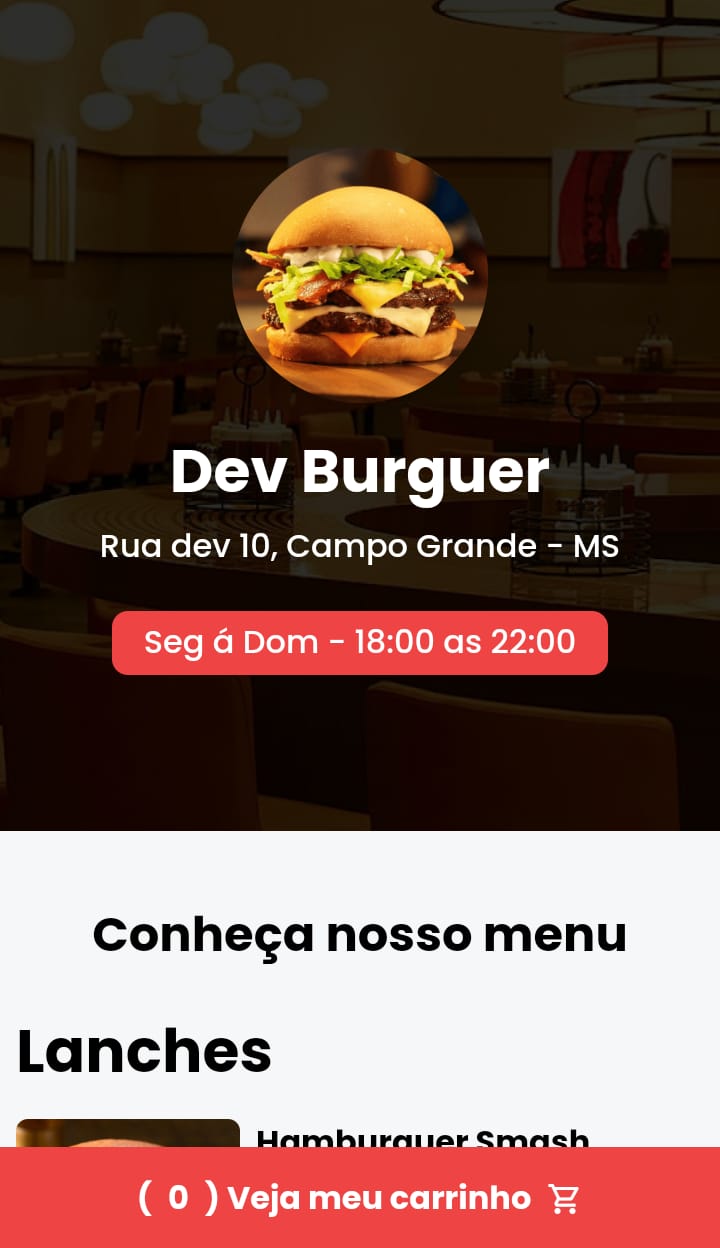 Dev Burguer
Rua dev 10, Campo Grande - MS
Seg á Dom - 18:00 as 22:00
Conheça nosso menu
Lanches
Hamburguer Smash
( 0 ) Veja meu carrinho